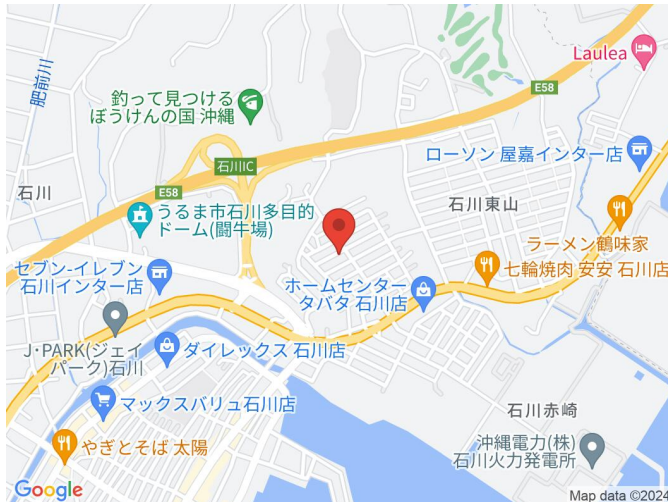 Laulea
E58
釣って見つける
ぼうけんの国 沖縄
肥前川
ローソン 屋嘉インター店
石川IC
石川
E58
石川東山
うるま市石川多目的
ドーム(闘牛場)
ラーメン鶴味家
七輪焼肉 安安 石川店
セブン-イレブン
石川インター店
ホームセンター
タバタ 石川店
J・PARK(ジェイ
パーク)石川
ダイレックス 石川店
マックスバリュ石川店
石川赤崎
やぎとそば 太陽
沖縄電力(株)
石川火力発電所
Google
Map data ©2024